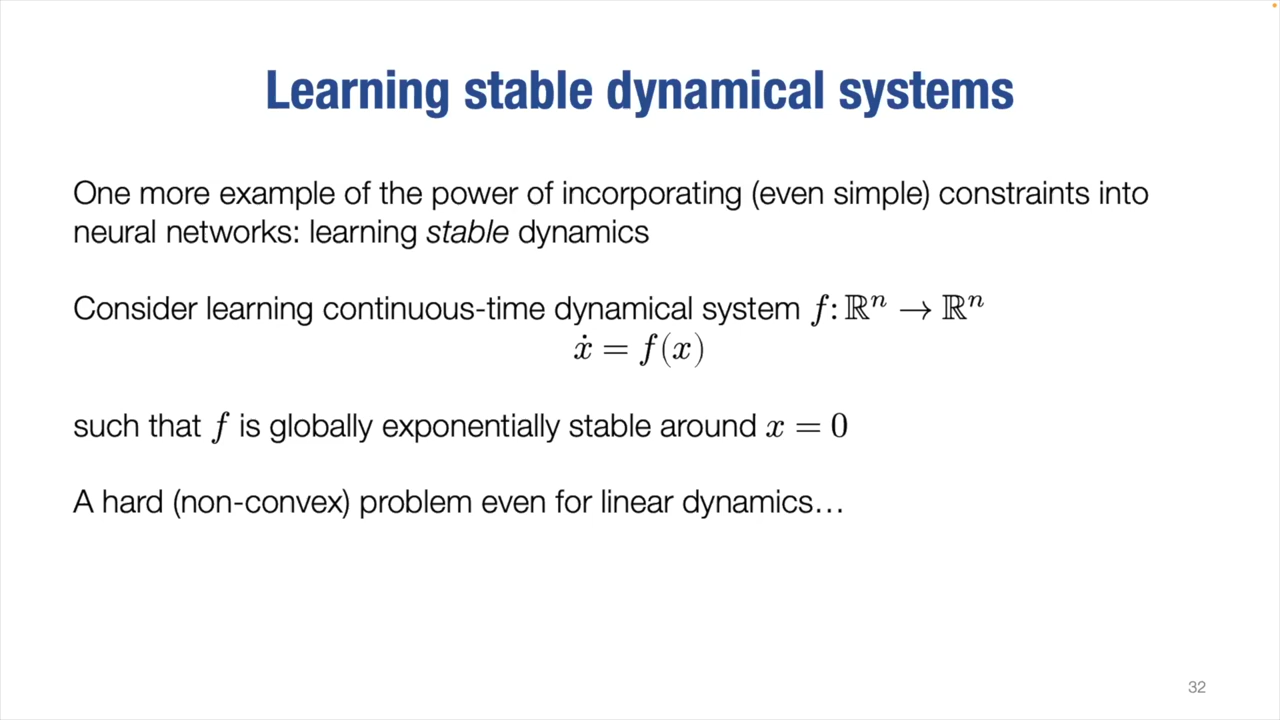 Learning stable dynamical systems
One more example of the power of incorporating (even simple) constraints into
neural networks: learning stable dynamics
Consider learning continuous-time dynamical system f: ℝⁿ → ℝⁿ
ẋ = f(x)
such that f is globally exponentially stable around x = 0
A hard (non-convex) problem even for linear dynamics…
32